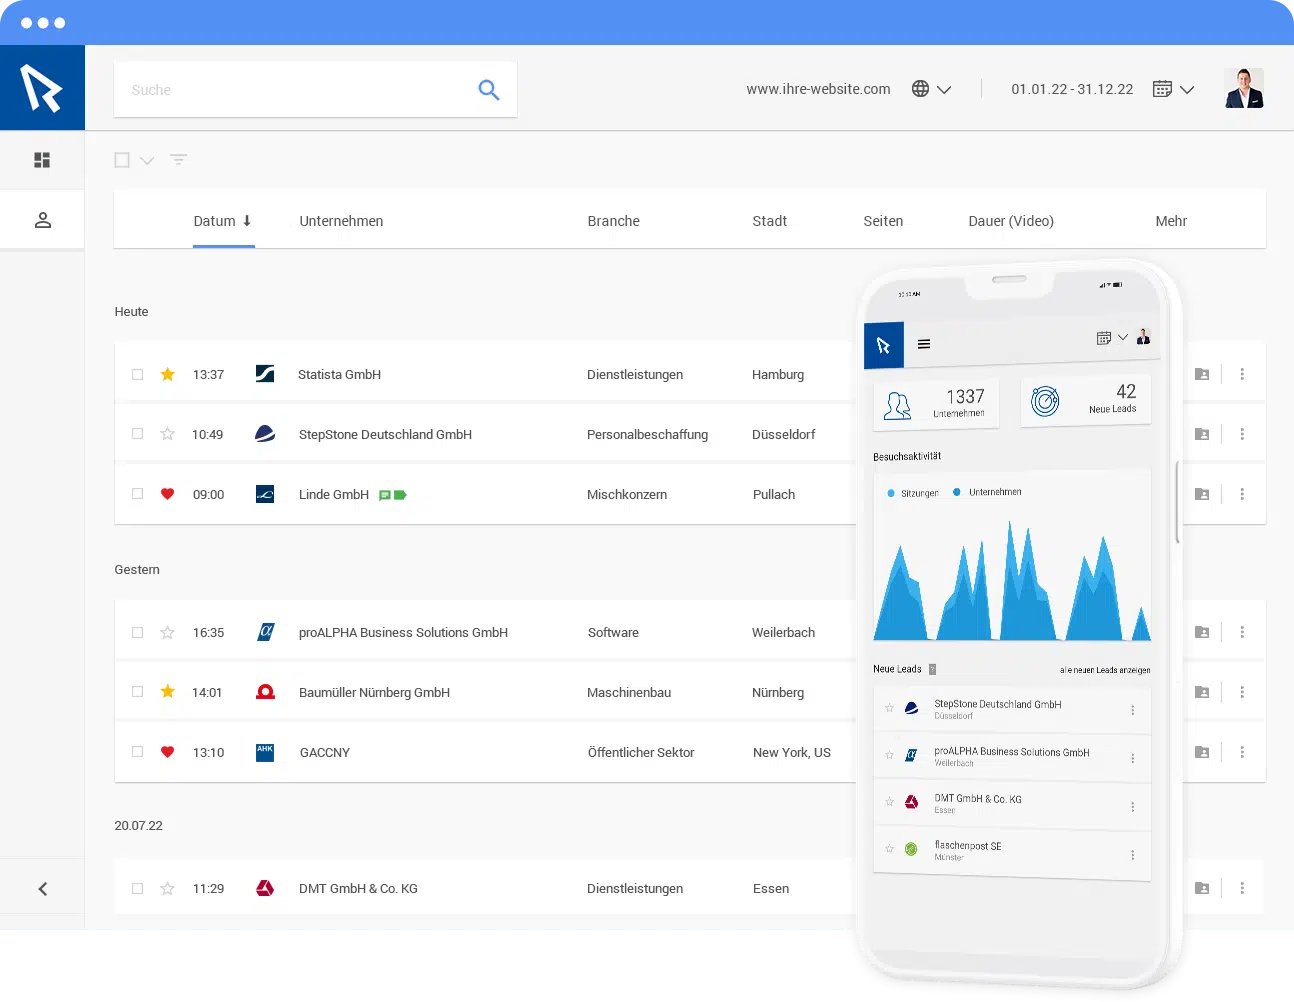 Suche
www.ihre-website.com
01.01.22 - 31.12.22
Datum Unternehmen Branche Stadt Seiten Dauer (Video) Mehr
Heute
13:37 Statista GmbH Dienstleistungen Hamburg
10:49 StepStone Deutschland GmbH Personalbeschaffung Düsseldorf
09:00 Linde GmbH Mischkonzern Pullach
Gestern
16:35 proALPHA Business Solutions GmbH Software Weilerbach
14:01 Baumüller Nürnberg GmbH Maschinenbau Nürnberg
AHK
13:10 GACCNY Öffentlicher Sektor New York, US
20.07.22
11:29 DMT GmbH & Co. KG Dienstleistungen Essen
10:10 AM
1337
Unternehmen
42
Neue Leads
Besuchsaktivität
Sitzungen Unternehmen
Neue Leads ? alle neuen Leads anzeigen
StepStone Deutschland GmbH
Düsseldorf
proALPHA Business Solutions GmbH
Weilerbach
DMT GmbH & Co. KG
Essen
flaschenpost SE
Münster